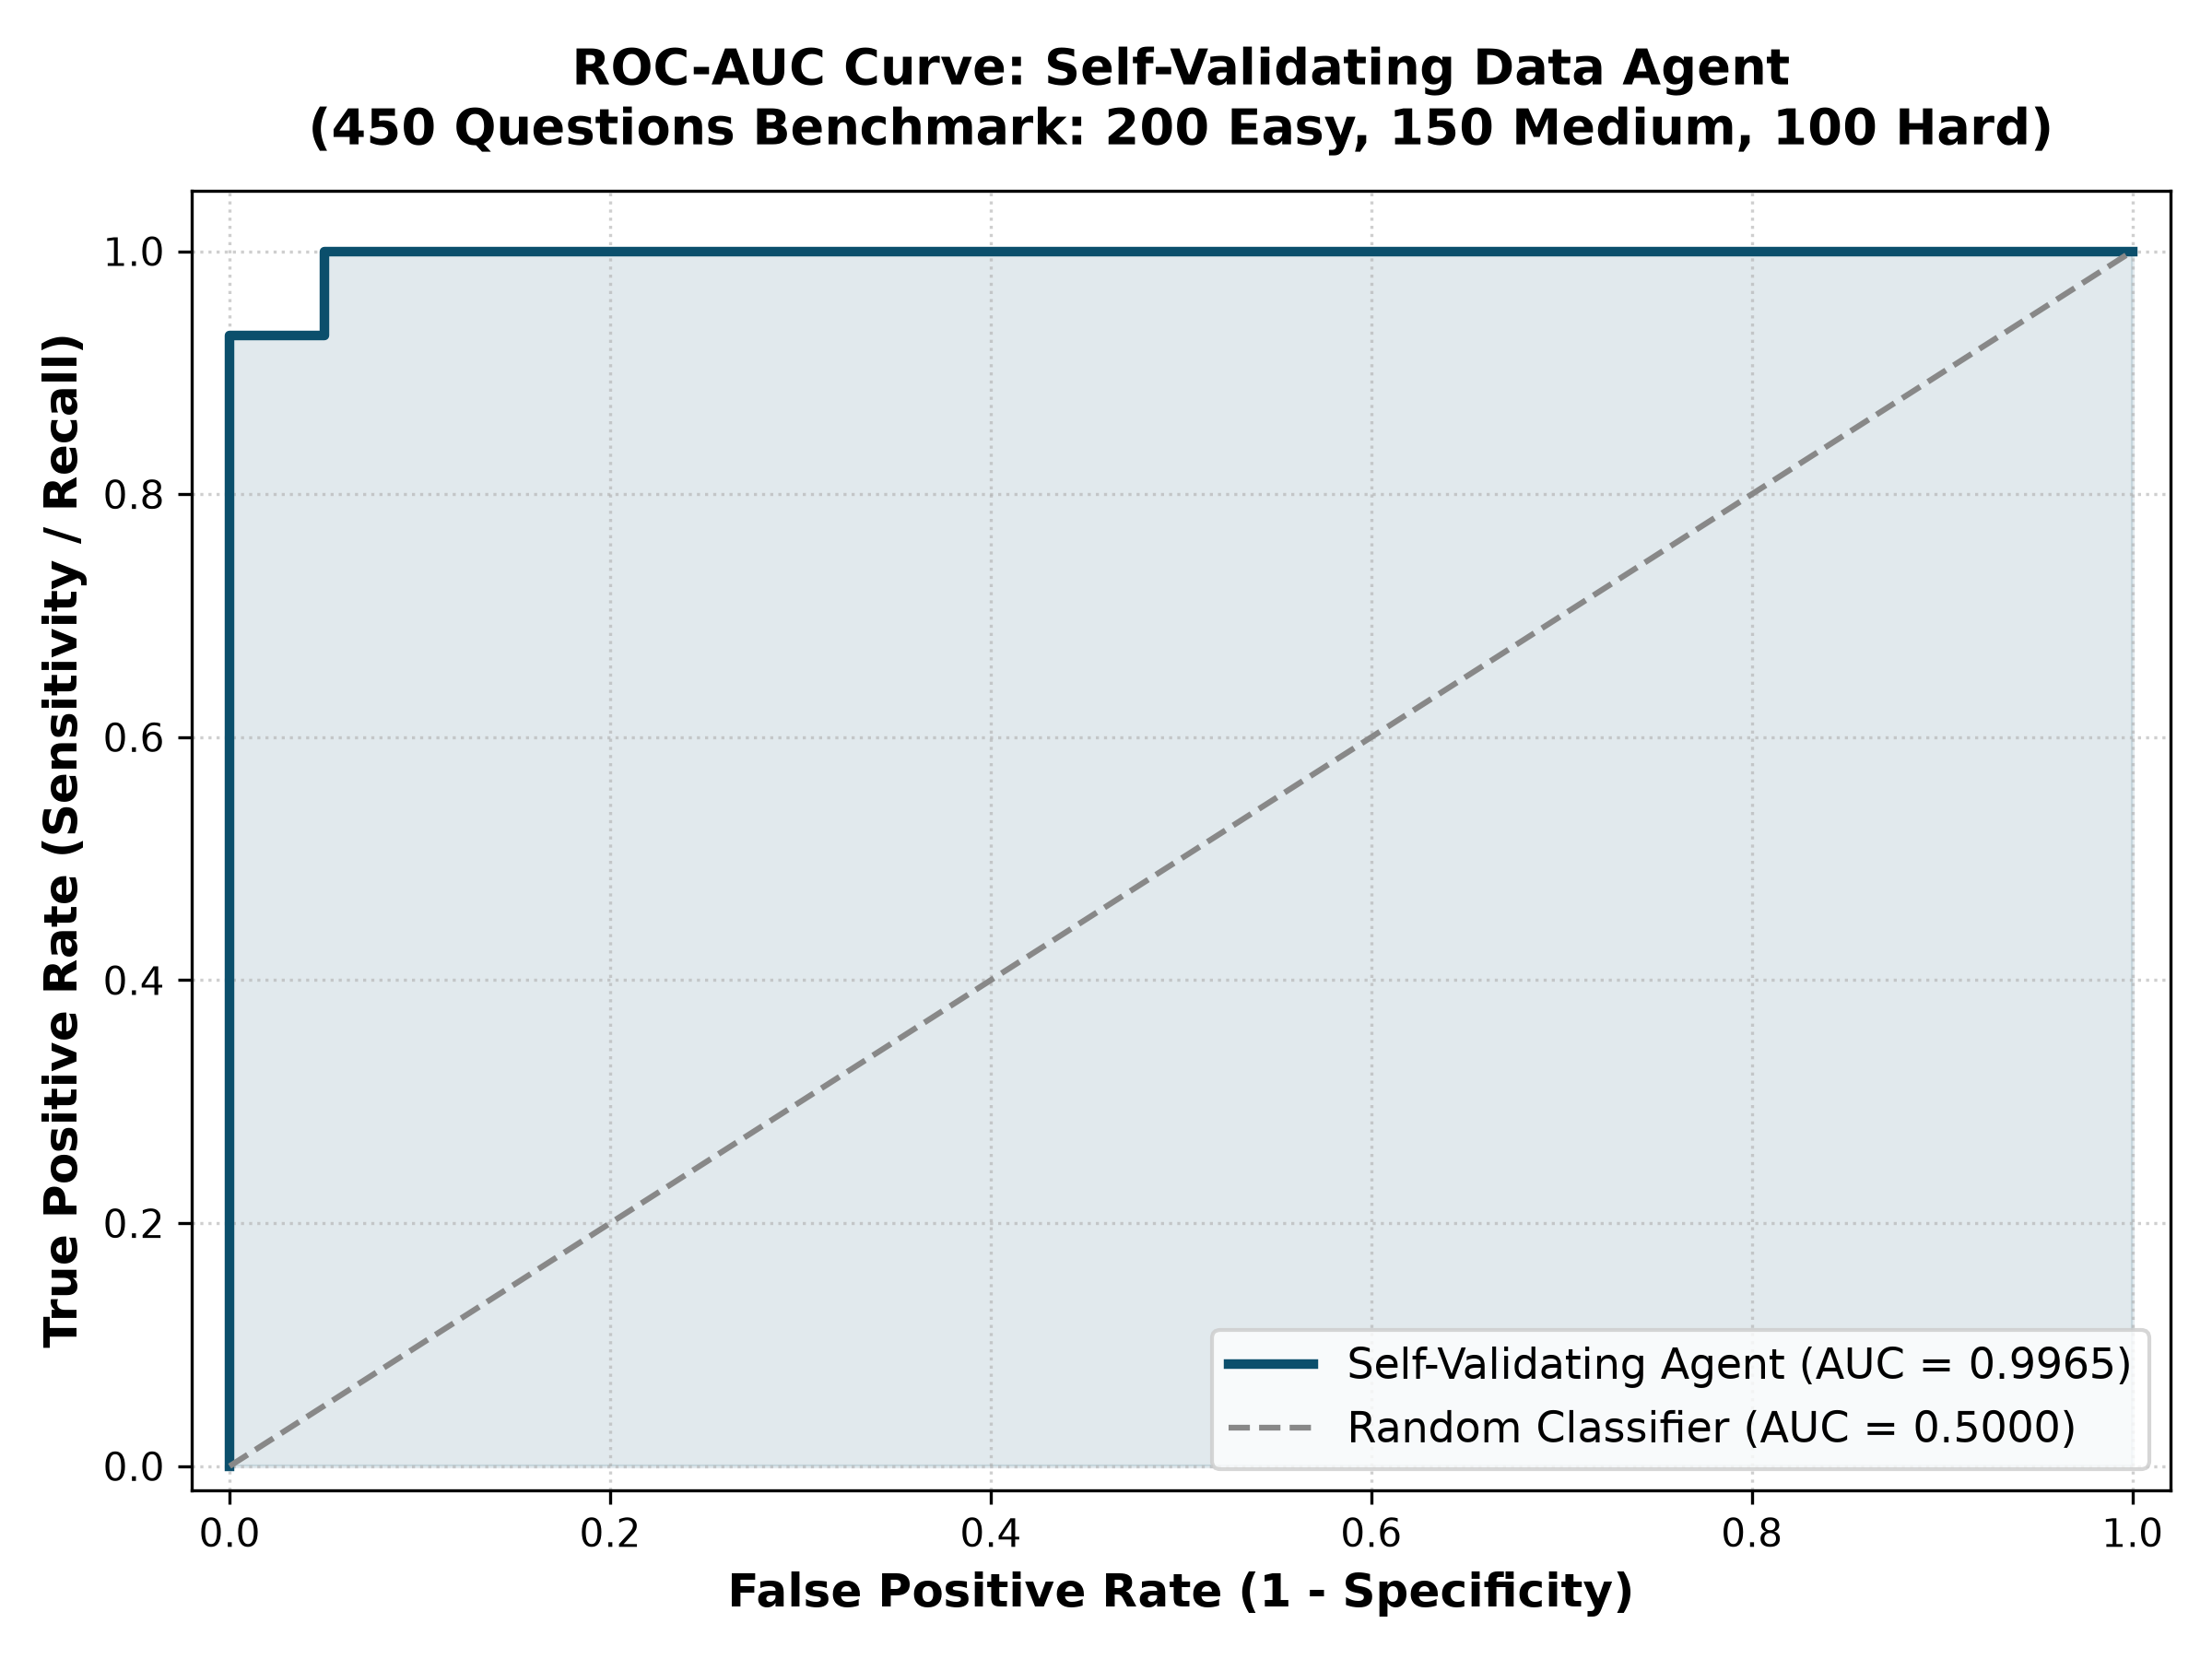 ROC-AUC Curve: Self-Validating Data Agent
(450 Questions Benchmark: 200 Easy, 150 Medium, 100 Hard)
True Positive Rate (Sensitivity / Recall)
1.0
0.8
0.6
0.4
0.2
0.0
Self-Validating Agent (AUC = 0.9965)
Random Classifier (AUC = 0.5000)
0.0 0.2 0.4 0.6 0.8 1.0
False Positive Rate (1 - Specificity)